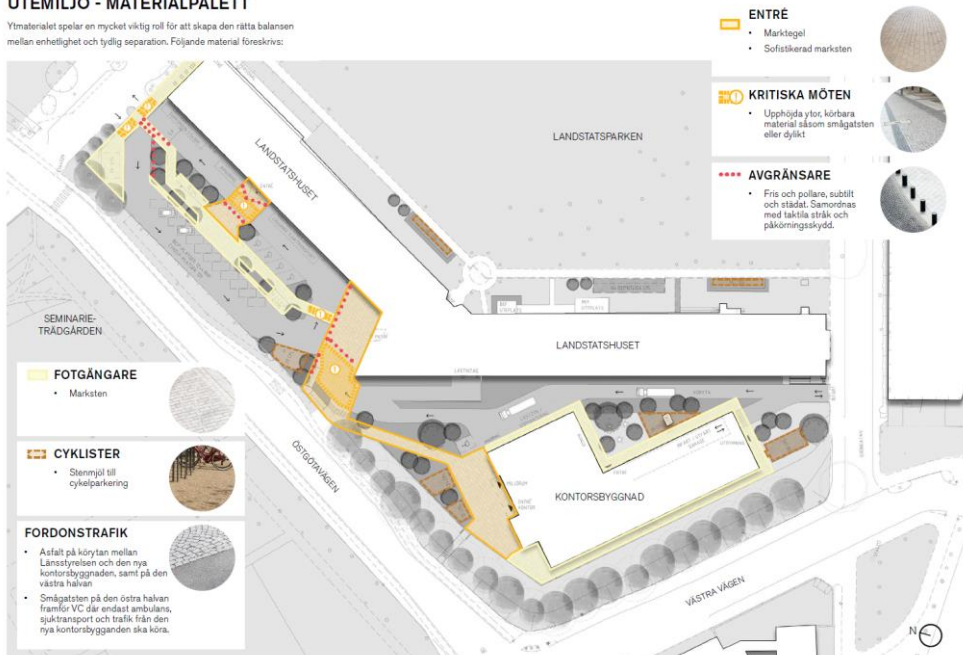 UTEMILJÖ - MATERIALPALETT
Ytmaterialet spelar en mycket viktig roll för att skapa den rätta balansen
mellan enhetlighet och tydlig separation. Följande material föreskrivs:
ENTRÉ
• Marktegel
• Sofistikerad marksten
KRITISKA MÖTEN
• Upphöjda ytor, körbara
material såsom smågatsten
eller dylikt
AVGRÄNSARE
• Fris och pollare, subtilt
och städat. Samordnas
med taktila stråk och
påkörningsskydd.
LANDSTATSPARKEN
LANDSTATSHUSET
LANDSTATSHUSET
SEMINARIE-
TRÄDGÅRDEN
FOTGÄNGARE
• Marksten
CYKLISTER
• Stenmjöl till
cykelparkering
FORDONSTRAFIK
• Asfalt på körytan mellan
Länsstyrelsen och den nya
kontorsbyggnaden, samt på den
västra halvan
• Smågatsten på den östra halvan
framför VC där endast ambulans,
sjuktransport och trafik från den
nya kontorsbygganden ska köra.
ÖSTGÖTAVÄGEN
KONTORSBYGGNAD
VÄSTRA VÄGEN
N